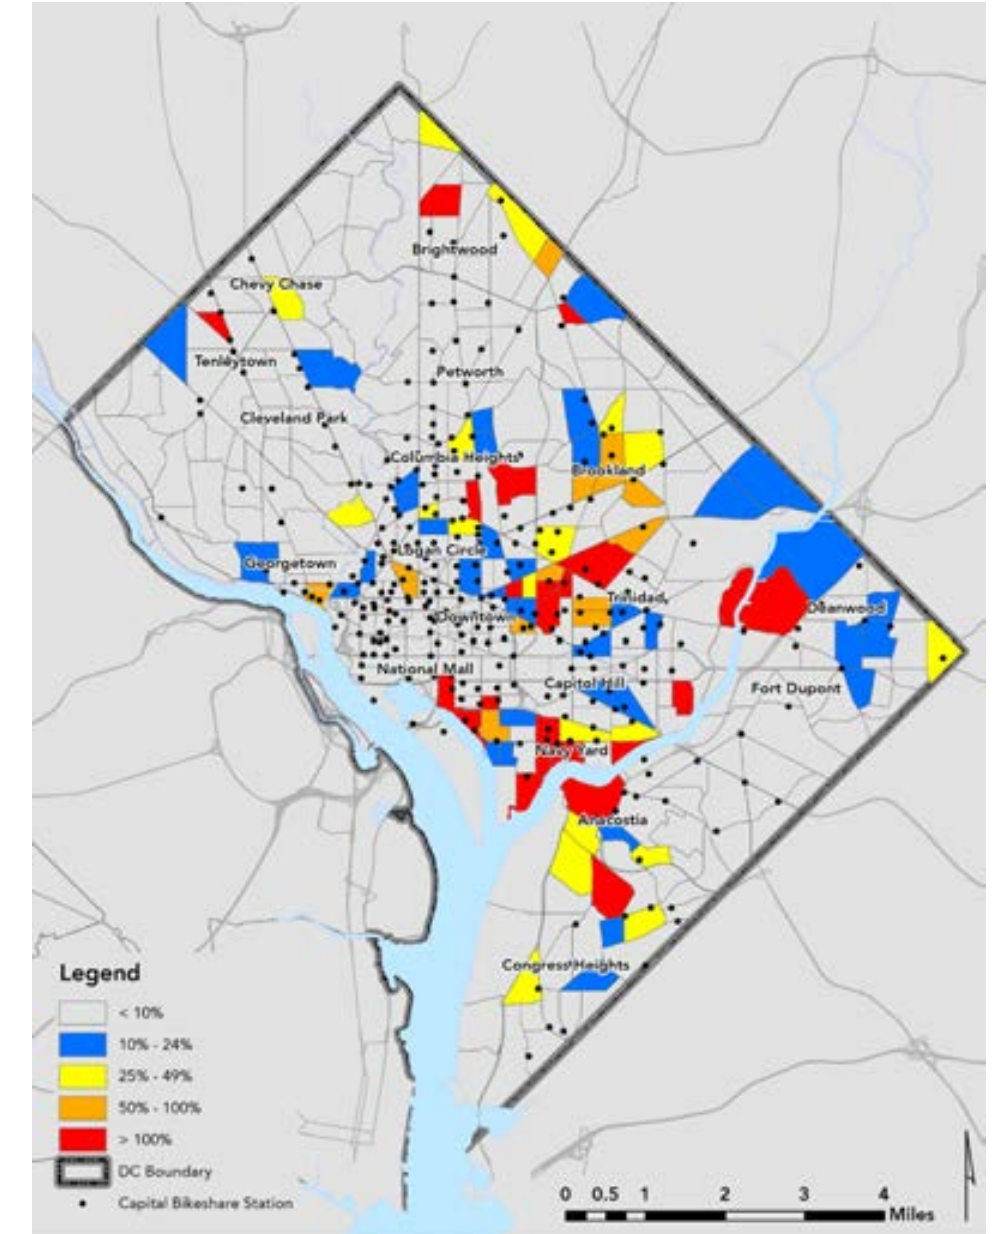 Brightwood
Chevy Chase
Tenleytown
Petworth
Cleveland Park
Columbia Heights
Brookland
Logan Circle
Georgetown
Trinidad
Downtown
Deanwood
National Mall
Capitol Hill
Fort Dupont
Navy Yard
Anacostia
Congress Heights
Legend
< 10%
10% - 24%
25% - 49%
50% - 100%
> 100%
DC Boundary
Capital Bikeshare Station
0 0.5 1 2 3 4
Miles